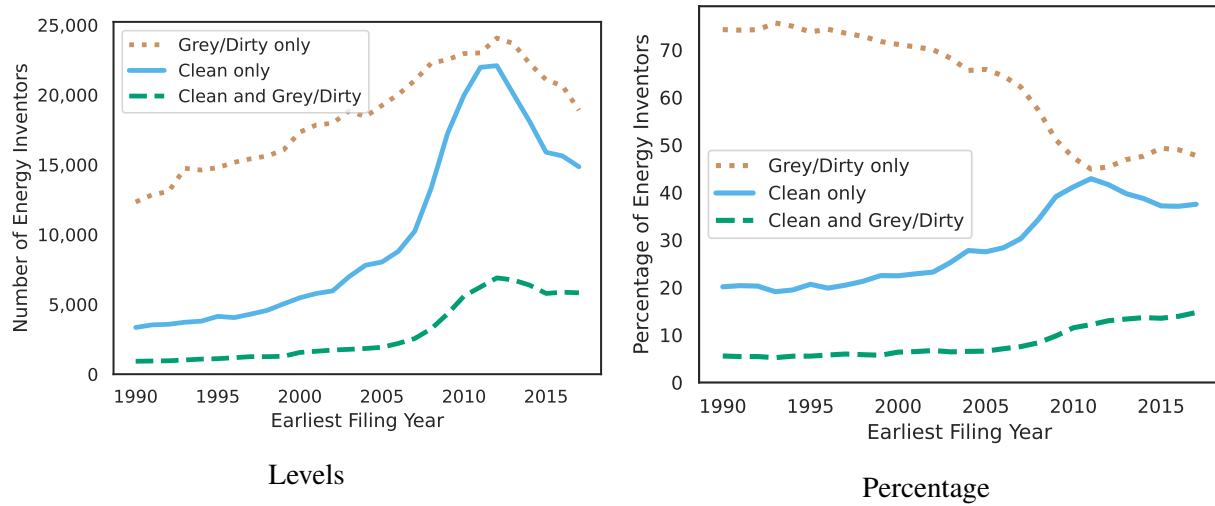 25,000
20,000
15,000
10,000
5,000
0
Number of Energy Inventors
Grey/Dirty only
Clean only
Clean and Grey/Dirty
1990 1995 2000 2005 2010 2015
Earliest Filing Year
Levels
70
60
50
40
30
20
10
0
Percentage of Energy Inventors
Grey/Dirty only
Clean only
Clean and Grey/Dirty
1990 1995 2000 2005 2010 2015
Earliest Filing Year
Percentage